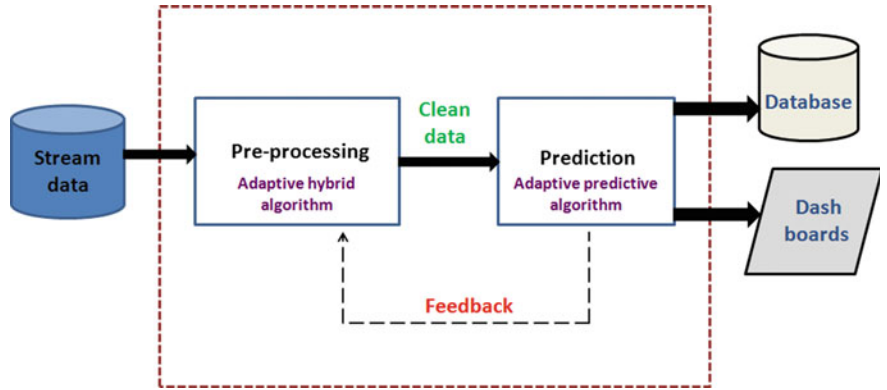 Stream
data
Pre-processing
Adaptive hybrid
algorithm
Clean
data
Prediction
Adaptive predictive
algorithm
Database
Dash
boards
Feedback